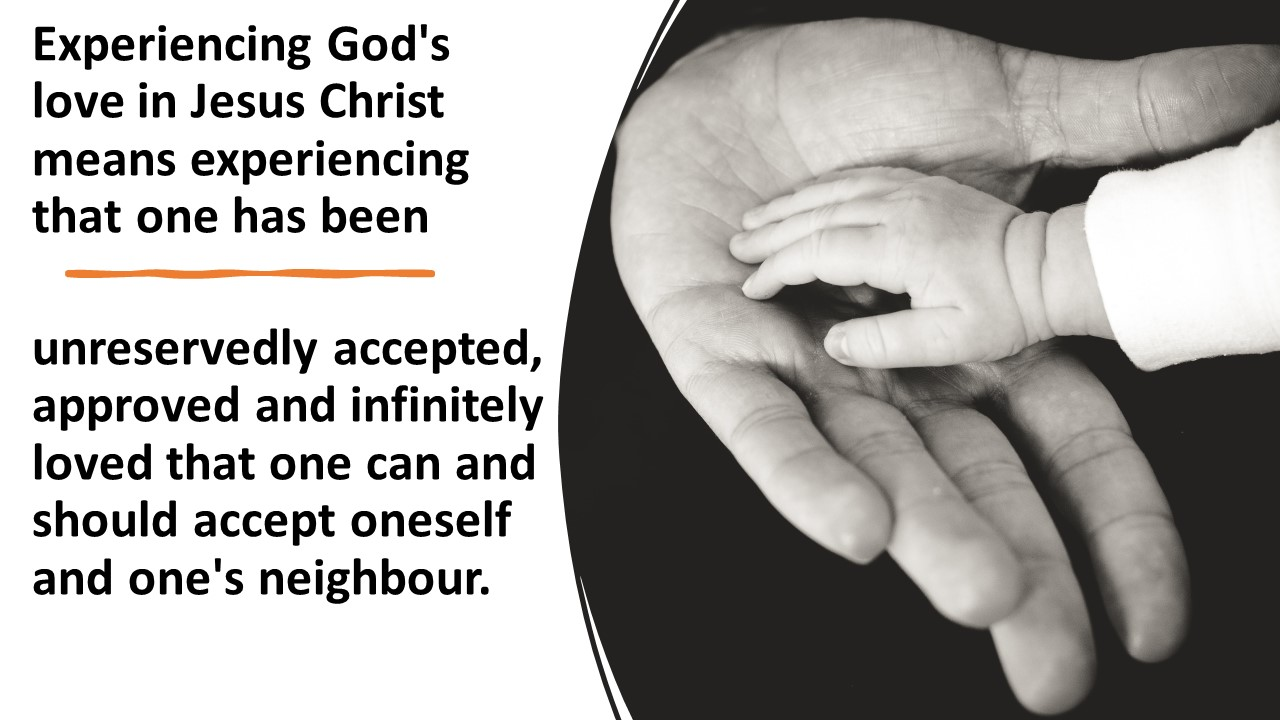 Experiencing God's
love in Jesus Christ
means experiencing
that one has been
unreservedly accepted,
approved and infinitely
loved that one can and
should accept oneself
and one's neighbour.